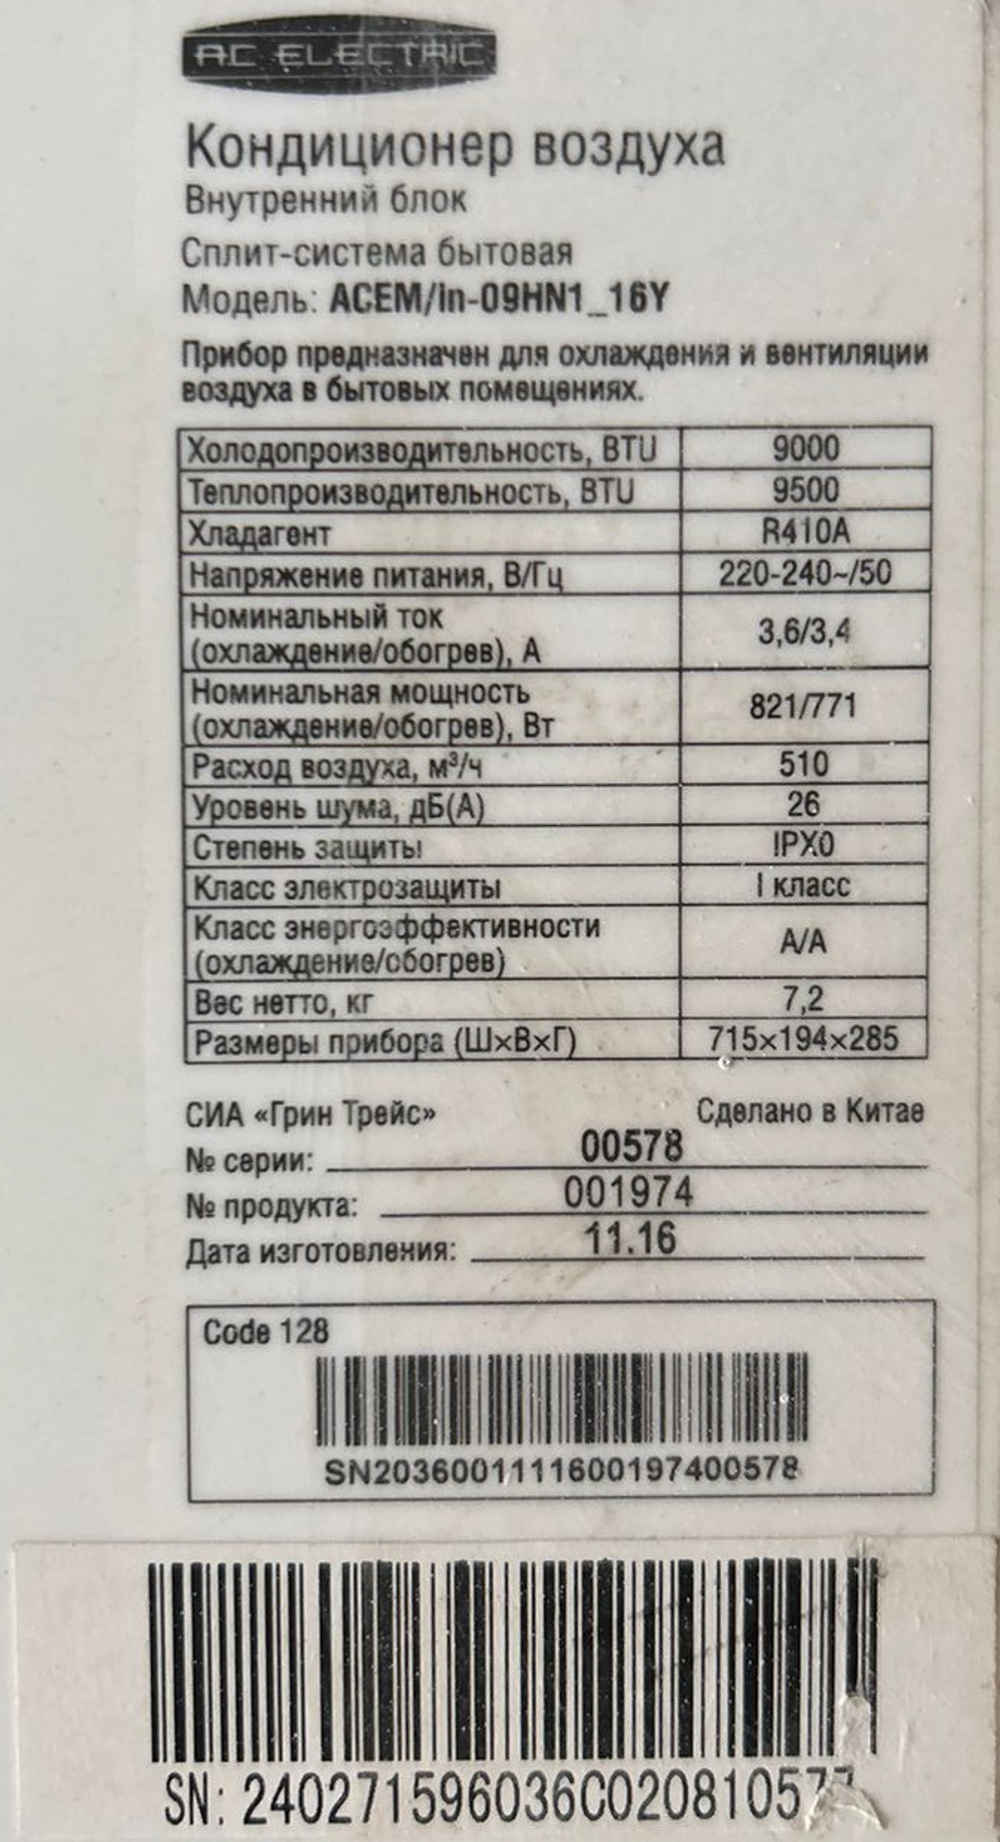 AC ELECTRIC
Кондиционер воздуха
Внутренний блок
Сплит-система бытовая
Модель: ACEM/in-09HN1_16Y
Прибор предназначен для охлаждения и вентиляции
воздуха в бытовых помещениях.
Холодопроизводительность, BTU 9000
Теплопроизводительность, BTU 9500
Хладагент R410A
Напряжение питания, В/Гц 220-240~/50
Номинальный ток
(охлаждение/обогрев), А 3,6/3,4
Номинальная мощность
(охлаждение/обогрев), Вт 821/771
Расход воздуха, м³/ч 510
Уровень шума, дБ(А) 26
Степень защиты IPX0
Класс электрозащиты I класс
Класс энергоэффективности
(охлаждение/обогрев) A/A
Вес нетто, кг 7,2
Размеры прибора (Ш×В×Г) 715×194×285
СИА «Грин Трейс» Сделано в Китае
№ серии: 00578
№ продукта: 001974
Дата изготовления: 11.16
Code 128
SN2036001111600197400578
SN: